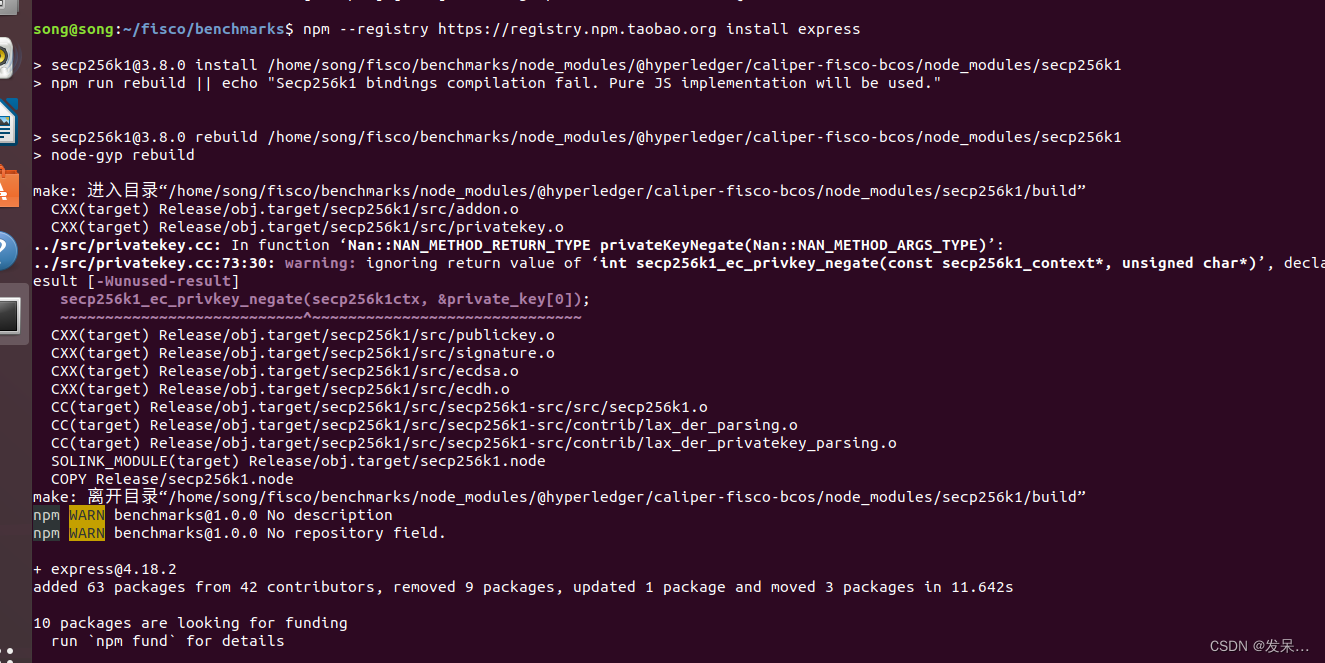 song@song:~/fisco/benchmarks$ npm --registry https://registry.npm.taobao.org install express
> secp256k1@3.8.0 install /home/song/fisco/benchmarks/node_modules/@hyperledger/caliper-fisco-bcos/node_modules/secp256k1
> npm run rebuild || echo "Secp256k1 bindings compilation fail. Pure JS implementation will be used."
> secp256k1@3.8.0 rebuild /home/song/fisco/benchmarks/node_modules/@hyperledger/caliper-fisco-bcos/node_modules/secp256k1
> node-gyp rebuild
make: 进入目录“/home/song/fisco/benchmarks/node_modules/@hyperledger/caliper-fisco-bcos/node_modules/secp256k1/build”
CXX(target) Release/obj.target/secp256k1/src/addon.o
CXX(target) Release/obj.target/secp256k1/src/privatekey.o
../src/privatekey.cc: In function ‘Nan::NAN_METHOD_RETURN_TYPE privateKeyNegate(Nan::NAN_METHOD_ARGS_TYPE)’:
../src/privatekey.cc:73:30: warning: ignoring return value of ‘int secp256k1_ec_privkey_negate(const secp256k1_context*, unsigned char*)’, decla
esult [-Wunused-result]
secp256k1_ec_privkey_negate(secp256k1ctx, &private_key[0]);
~~~~~~~~~~~~~~~~~~~~~~~~~~~^~~~~~~~~~~~~~~~~~~~~~~~~~~~~~~
CXX(target) Release/obj.target/secp256k1/src/publickey.o
CXX(target) Release/obj.target/secp256k1/src/signature.o
CXX(target) Release/obj.target/secp256k1/src/ecdsa.o
CXX(target) Release/obj.target/secp256k1/src/ecdh.o
CC(target) Release/obj.target/secp256k1/src/secp256k1-src/src/secp256k1.o
CC(target) Release/obj.target/secp256k1/src/secp256k1-src/contrib/lax_der_parsing.o
CC(target) Release/obj.target/secp256k1/src/secp256k1-src/contrib/lax_der_privatekey_parsing.o
SOLINK_MODULE(target) Release/obj.target/secp256k1.node
COPY Release/secp256k1.node
make: 离开目录“/home/song/fisco/benchmarks/node_modules/@hyperledger/caliper-fisco-bcos/node_modules/secp256k1/build”
npm WARN benchmarks@1.0.0 No description
npm WARN benchmarks@1.0.0 No repository field.
+ express@4.18.2
added 63 packages from 42 contributors, removed 9 packages, updated 1 package and moved 3 packages in 11.642s
10 packages are looking for funding
run `npm fund` for details
CSDN @发呆...